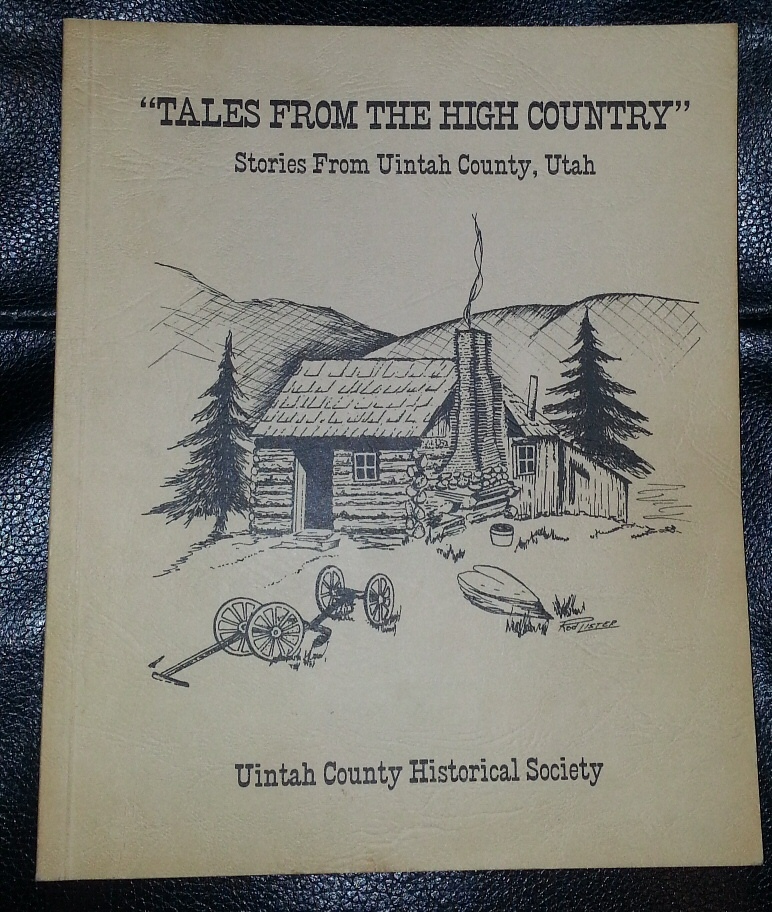 "TALES FROM THE HIGH COUNTRY"
Stories From Uintah County, Utah
Uintah County Historical Society